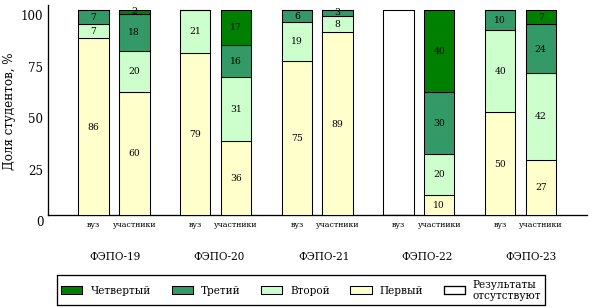 Доля студентов, %
100
75
50
25
0
7 7 86
2 18 20 60
21 79
17 16 31 36
6 19 75
3 8 89
40 30 20 10
10 40 50
7 24 42 27
вуз участники вуз участники вуз участники вуз участники вуз участники
ФЭПО-19 ФЭПО-20 ФЭПО-21 ФЭПО-22 ФЭПО-23
Четвертый Третий Второй Первый Результаты
отсутствуют